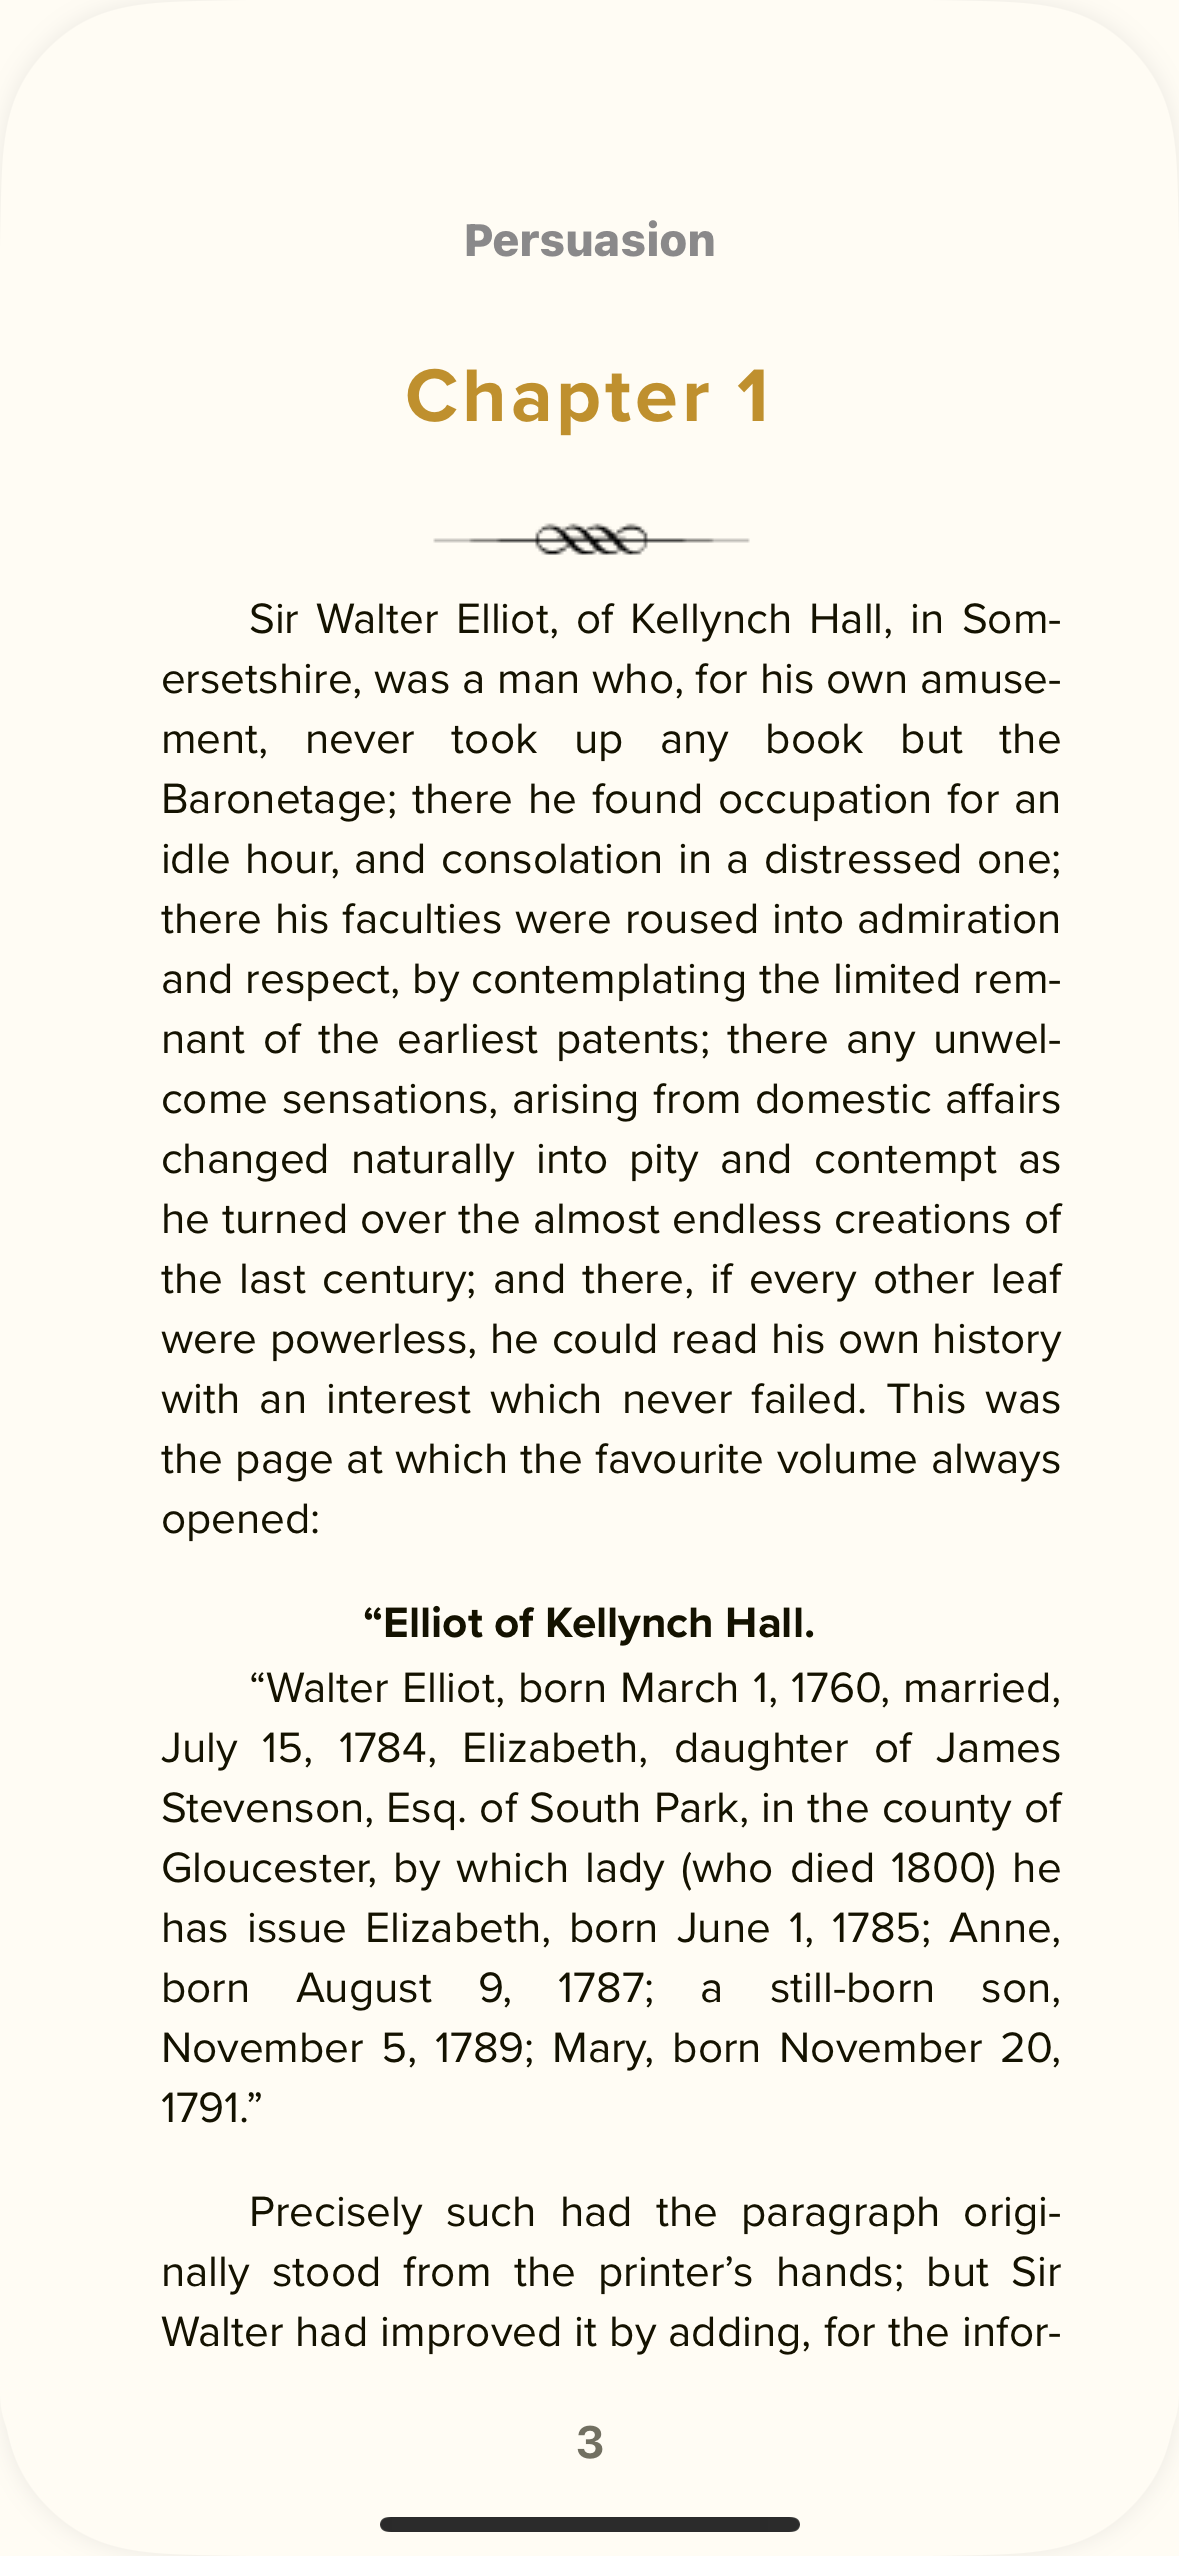 Persuasion
Chapter 1
Sir Walter Elliot, of Kellynch Hall, in Som-
ersetshire, was a man who, for his own amuse-
ment, never took up any book but the
Baronetage; there he found occupation for an
idle hour, and consolation in a distressed one;
there his faculties were roused into admiration
and respect, by contemplating the limited rem-
nant of the earliest patents; there any unwel-
come sensations, arising from domestic affairs
changed naturally into pity and contempt as
he turned over the almost endless creations of
the last century; and there, if every other leaf
were powerless, he could read his own history
with an interest which never failed. This was
the page at which the favourite volume always
opened:
“Elliot of Kellynch Hall.
“Walter Elliot, born March 1, 1760, married,
July 15, 1784, Elizabeth, daughter of James
Stevenson, Esq. of South Park, in the county of
Gloucester, by which lady (who died 1800) he
has issue Elizabeth, born June 1, 1785; Anne,
born August 9, 1787; a still-born son,
November 5, 1789; Mary, born November 20,
1791.”
Precisely such had the paragraph origi-
nally stood from the printer’s hands; but Sir
Walter had improved it by adding, for the infor-
3